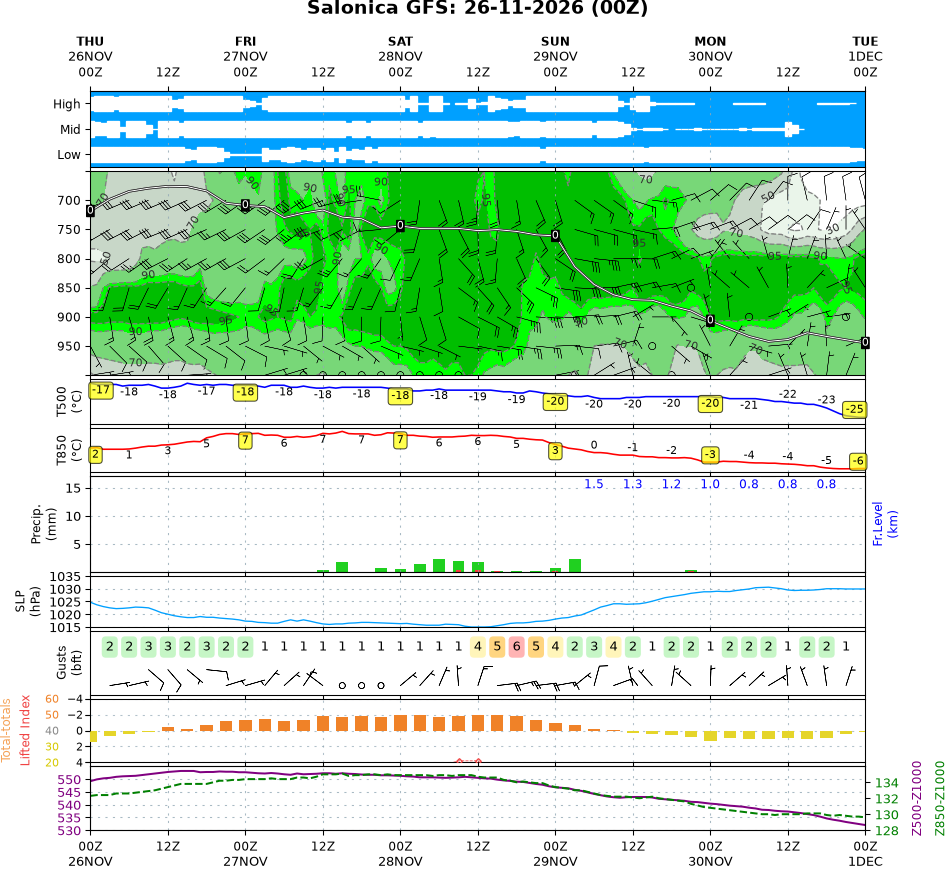 Salonica GFS: 26-11-2026 (00Z)
THU FRI SAT SUN MON TUE
26NOV 27NOV 28NOV 29NOV 30NOV 1DEC
00Z 12Z 00Z 12Z 00Z 12Z 00Z 12Z 00Z 12Z 00Z
High
Mid
Low
700
750
800
850
900
950
0 0 0 0 0 0
T500 (°C)
-17 -18 -18 -17 -18 -18 -18 -18 -18 -18 -19 -19 -20 -20 -20 -20 -20 -21 -22 -23 -25
T850 (°C)
2 1 3 5 7 6 7 7 7 6 6 5 3 0 -1 -2 -3 -4 -4 -5 -6
1.5 1.3 1.2 1.0 0.8 0.8 0.8
Precip. (mm)
15
10
5
Fr.Level (km)
SLP (hPa)
1035
1030
1025
1020
1015
Gusts (bft)
2 2 3 3 2 3 2 2 1 1 1 1 1 1 1 1 1 1 1 4 5 6 5 4 2 3 4 2 1 2 2 1 2 2 2 1 2 2 1
Total-totals
Lifted Index
60 −4
50 −2
40 0
30 2
20 4
550
545
540
535
530
134
132
130
128
Z500-Z1000
Z850-Z1000
00Z 12Z 00Z 12Z 00Z 12Z 00Z 12Z 00Z 12Z 00Z
26NOV 27NOV 28NOV 29NOV 30NOV 1DEC